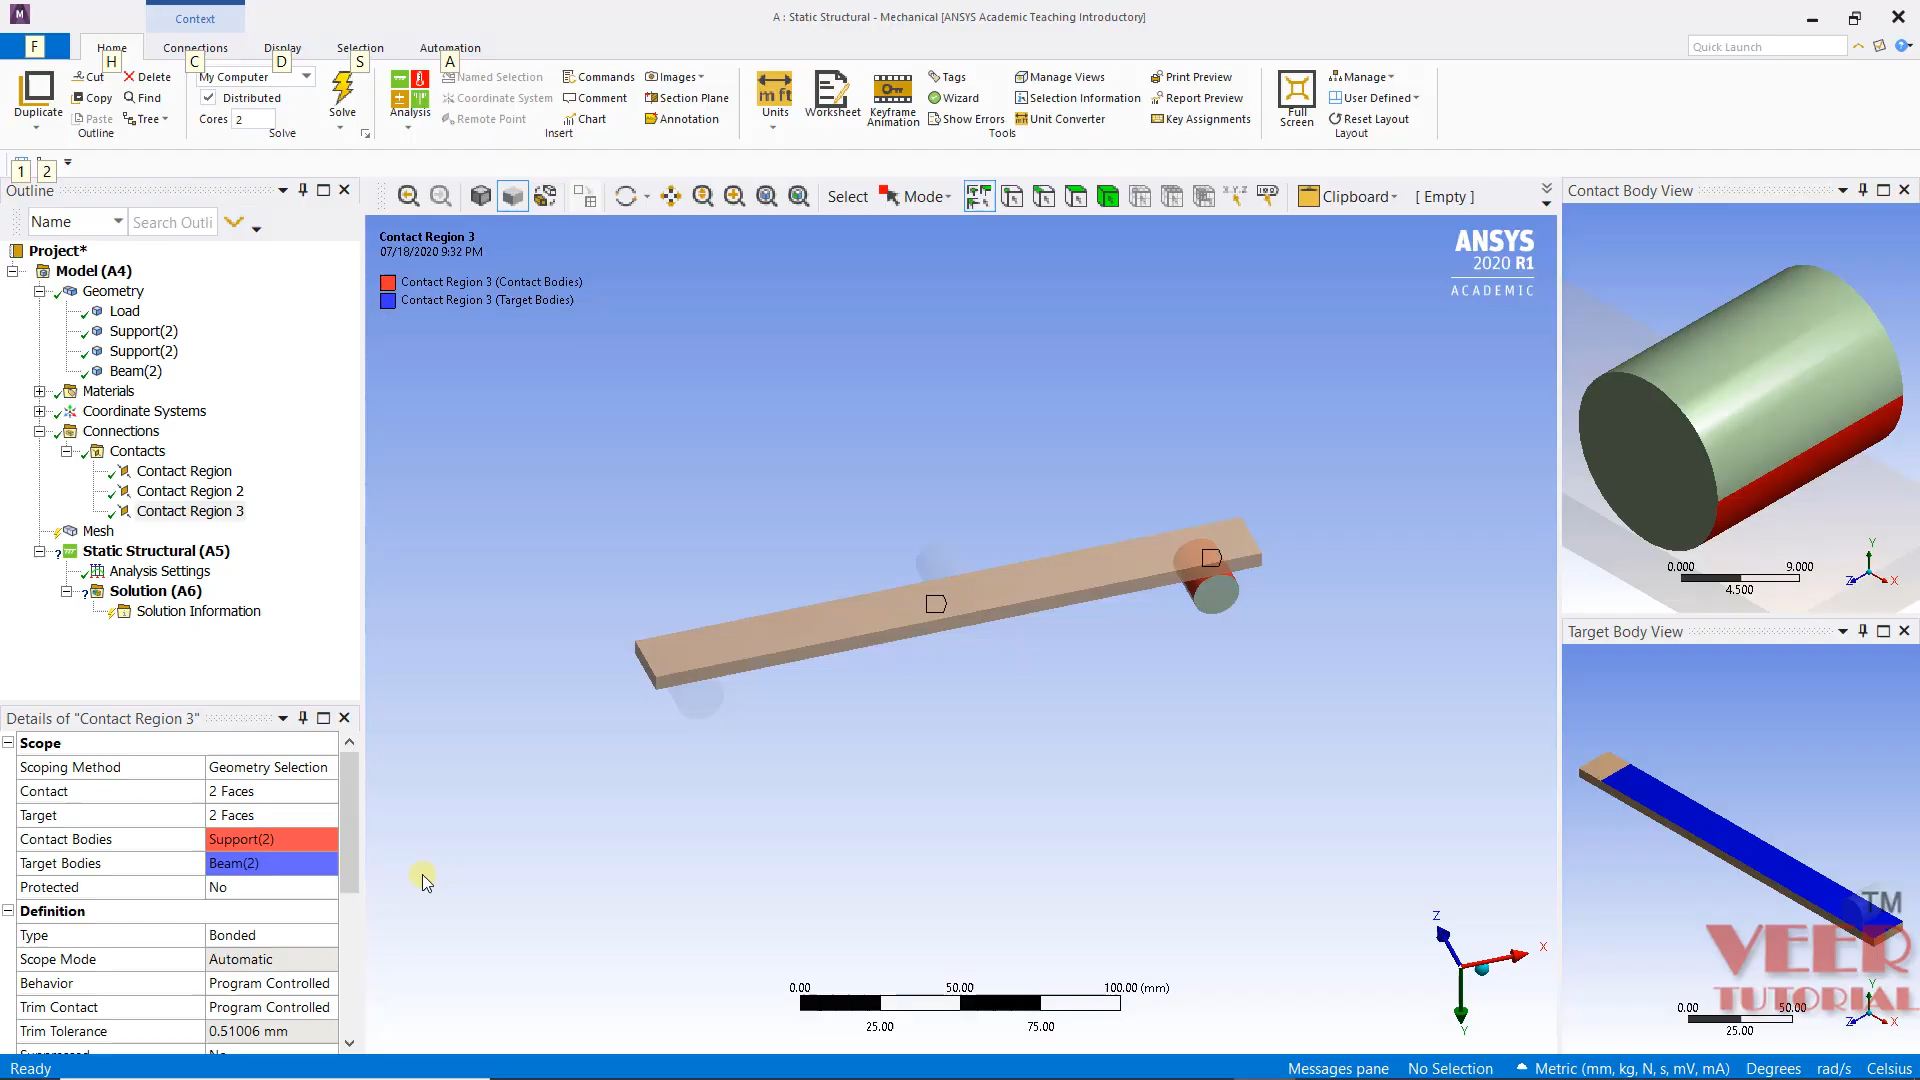 Context
A : Static Structural - Mechanical [ANSYS Academic Teaching Introductory]
F
Home
Connections
Display
Selection
Automation
Quick Launch
H
C
D
S
A
Duplicate
Cut
Delete
Copy
Find
Paste
Tree
Outline
My Computer
Distributed
Cores 2
Solve
Solve
Analysis
Named Selection
Coordinate System
Remote Point
Commands
Comment
Chart
Images
Section Plane
Annotation
Insert
Units
Worksheet
Keyframe Animation
Tags
Wizard
Show Errors
Manage Views
Selection Information
Unit Converter
Print Preview
Report Preview
Key Assignments
Tools
Full Screen
Manage
User Defined
Reset Layout
Layout
1
2
Outline
Name
Search Outli
Project*
Model (A4)
Geometry
Load
Support(2)
Support(2)
Beam(2)
Materials
Coordinate Systems
Connections
Contacts
Contact Region
Contact Region 2
Contact Region 3
Mesh
Static Structural (A5)
Analysis Settings
Solution (A6)
Solution Information
Details of "Contact Region 3"
Scope
Scoping Method Geometry Selection
Contact 2 Faces
Target 2 Faces
Contact Bodies Support(2)
Target Bodies Beam(2)
Protected No
Definition
Type Bonded
Scope Mode Automatic
Behavior Program Controlled
Trim Contact Program Controlled
Trim Tolerance 0.51006 mm
Select
Mode
Clipboard
[ Empty ]
Contact Region 3
07/18/2020 9:32 PM
Contact Region 3 (Contact Bodies)
Contact Region 3 (Target Bodies)
ANSYS
2020 R1
ACADEMIC
0.00 50.00 100.00 (mm)
25.00 75.00
Z
X
Y
Contact Body View
0.000 9.000
4.500
Y
Z
X
Target Body View
TM
VEER
TUTORIAL
0.00 50.00
25.00
Y
Z
X
Ready
Messages pane
No Selection
Metric (mm, kg, N, s, mV, mA)
Degrees
rad/s
Celsius